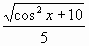 √(cos² x + 10)
5